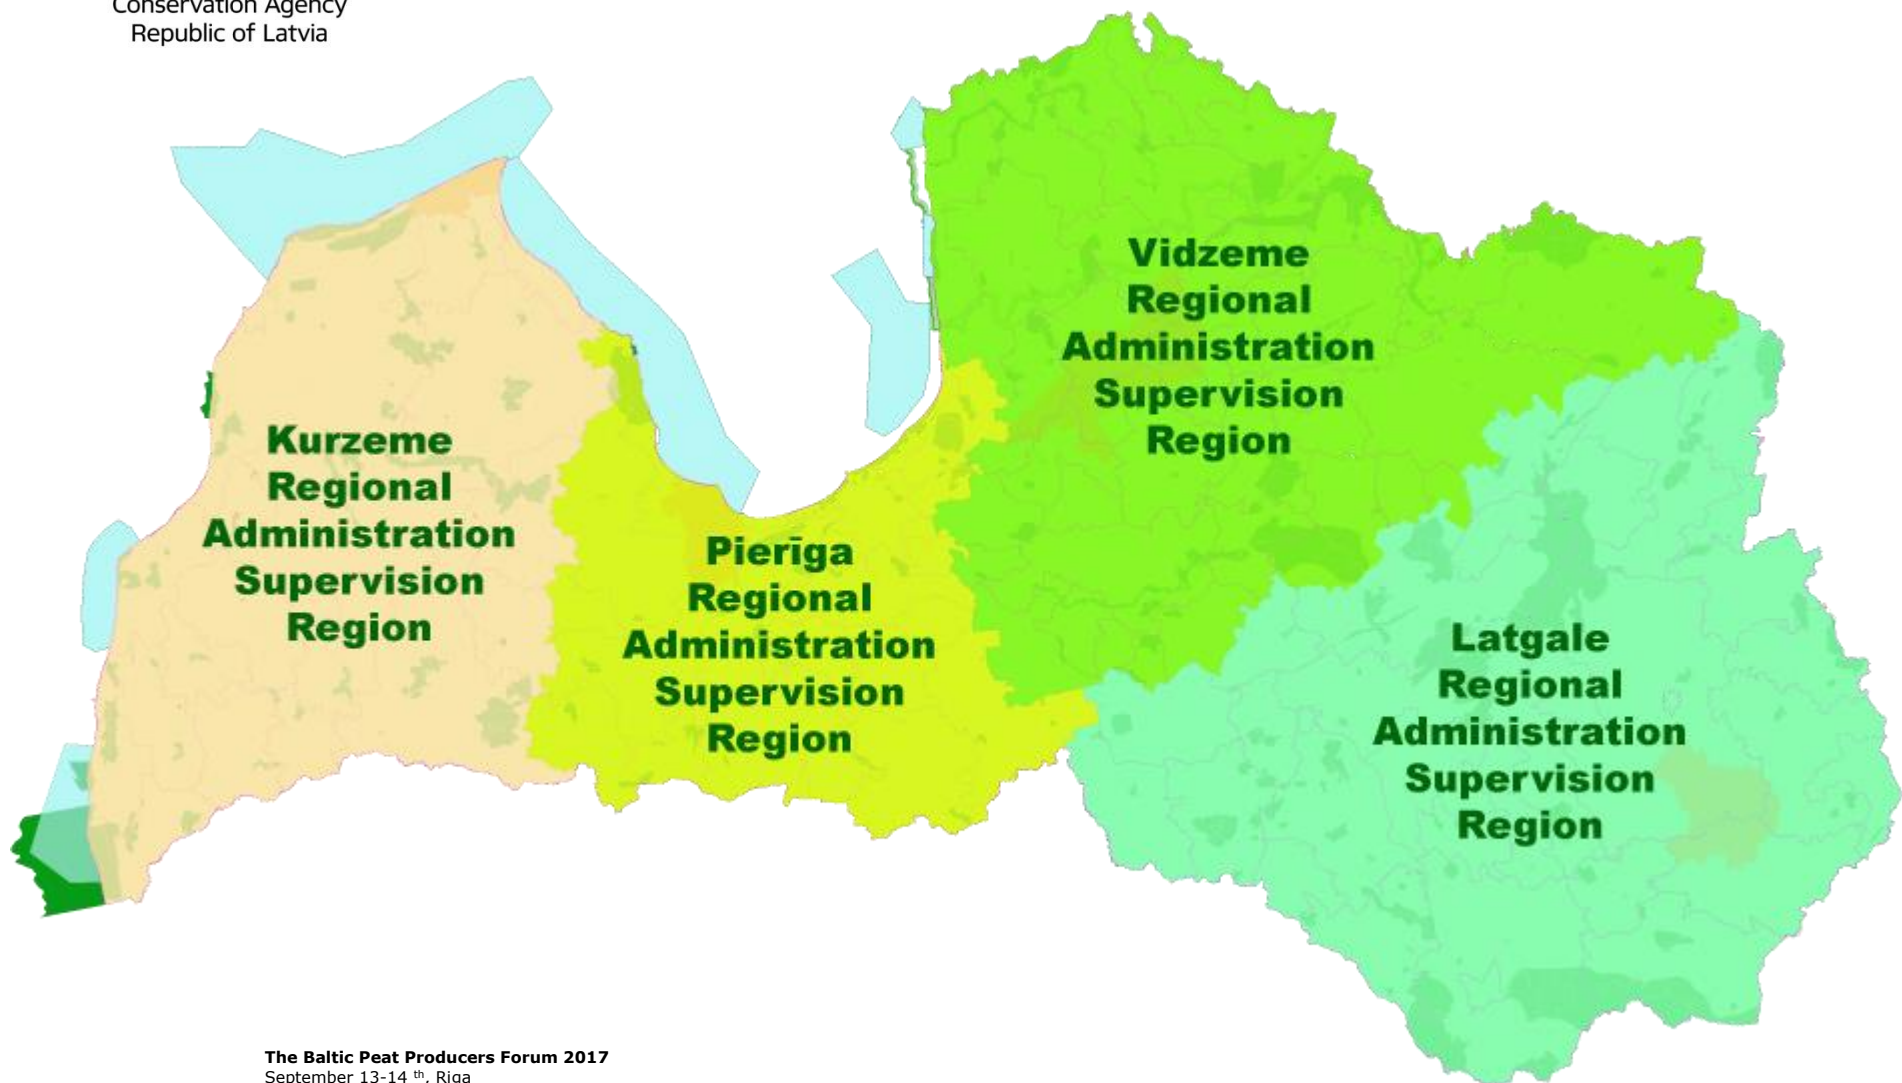 Conservation Agency
Republic of Latvia
Vidzeme
Regional
Administration
Supervision
Region
Kurzeme
Regional
Administration
Supervision
Region
Pierīga
Regional
Administration
Supervision
Region
Latgale
Regional
Administration
Supervision
Region
The Baltic Peat Producers Forum 2017
September 13-14 th, Riga